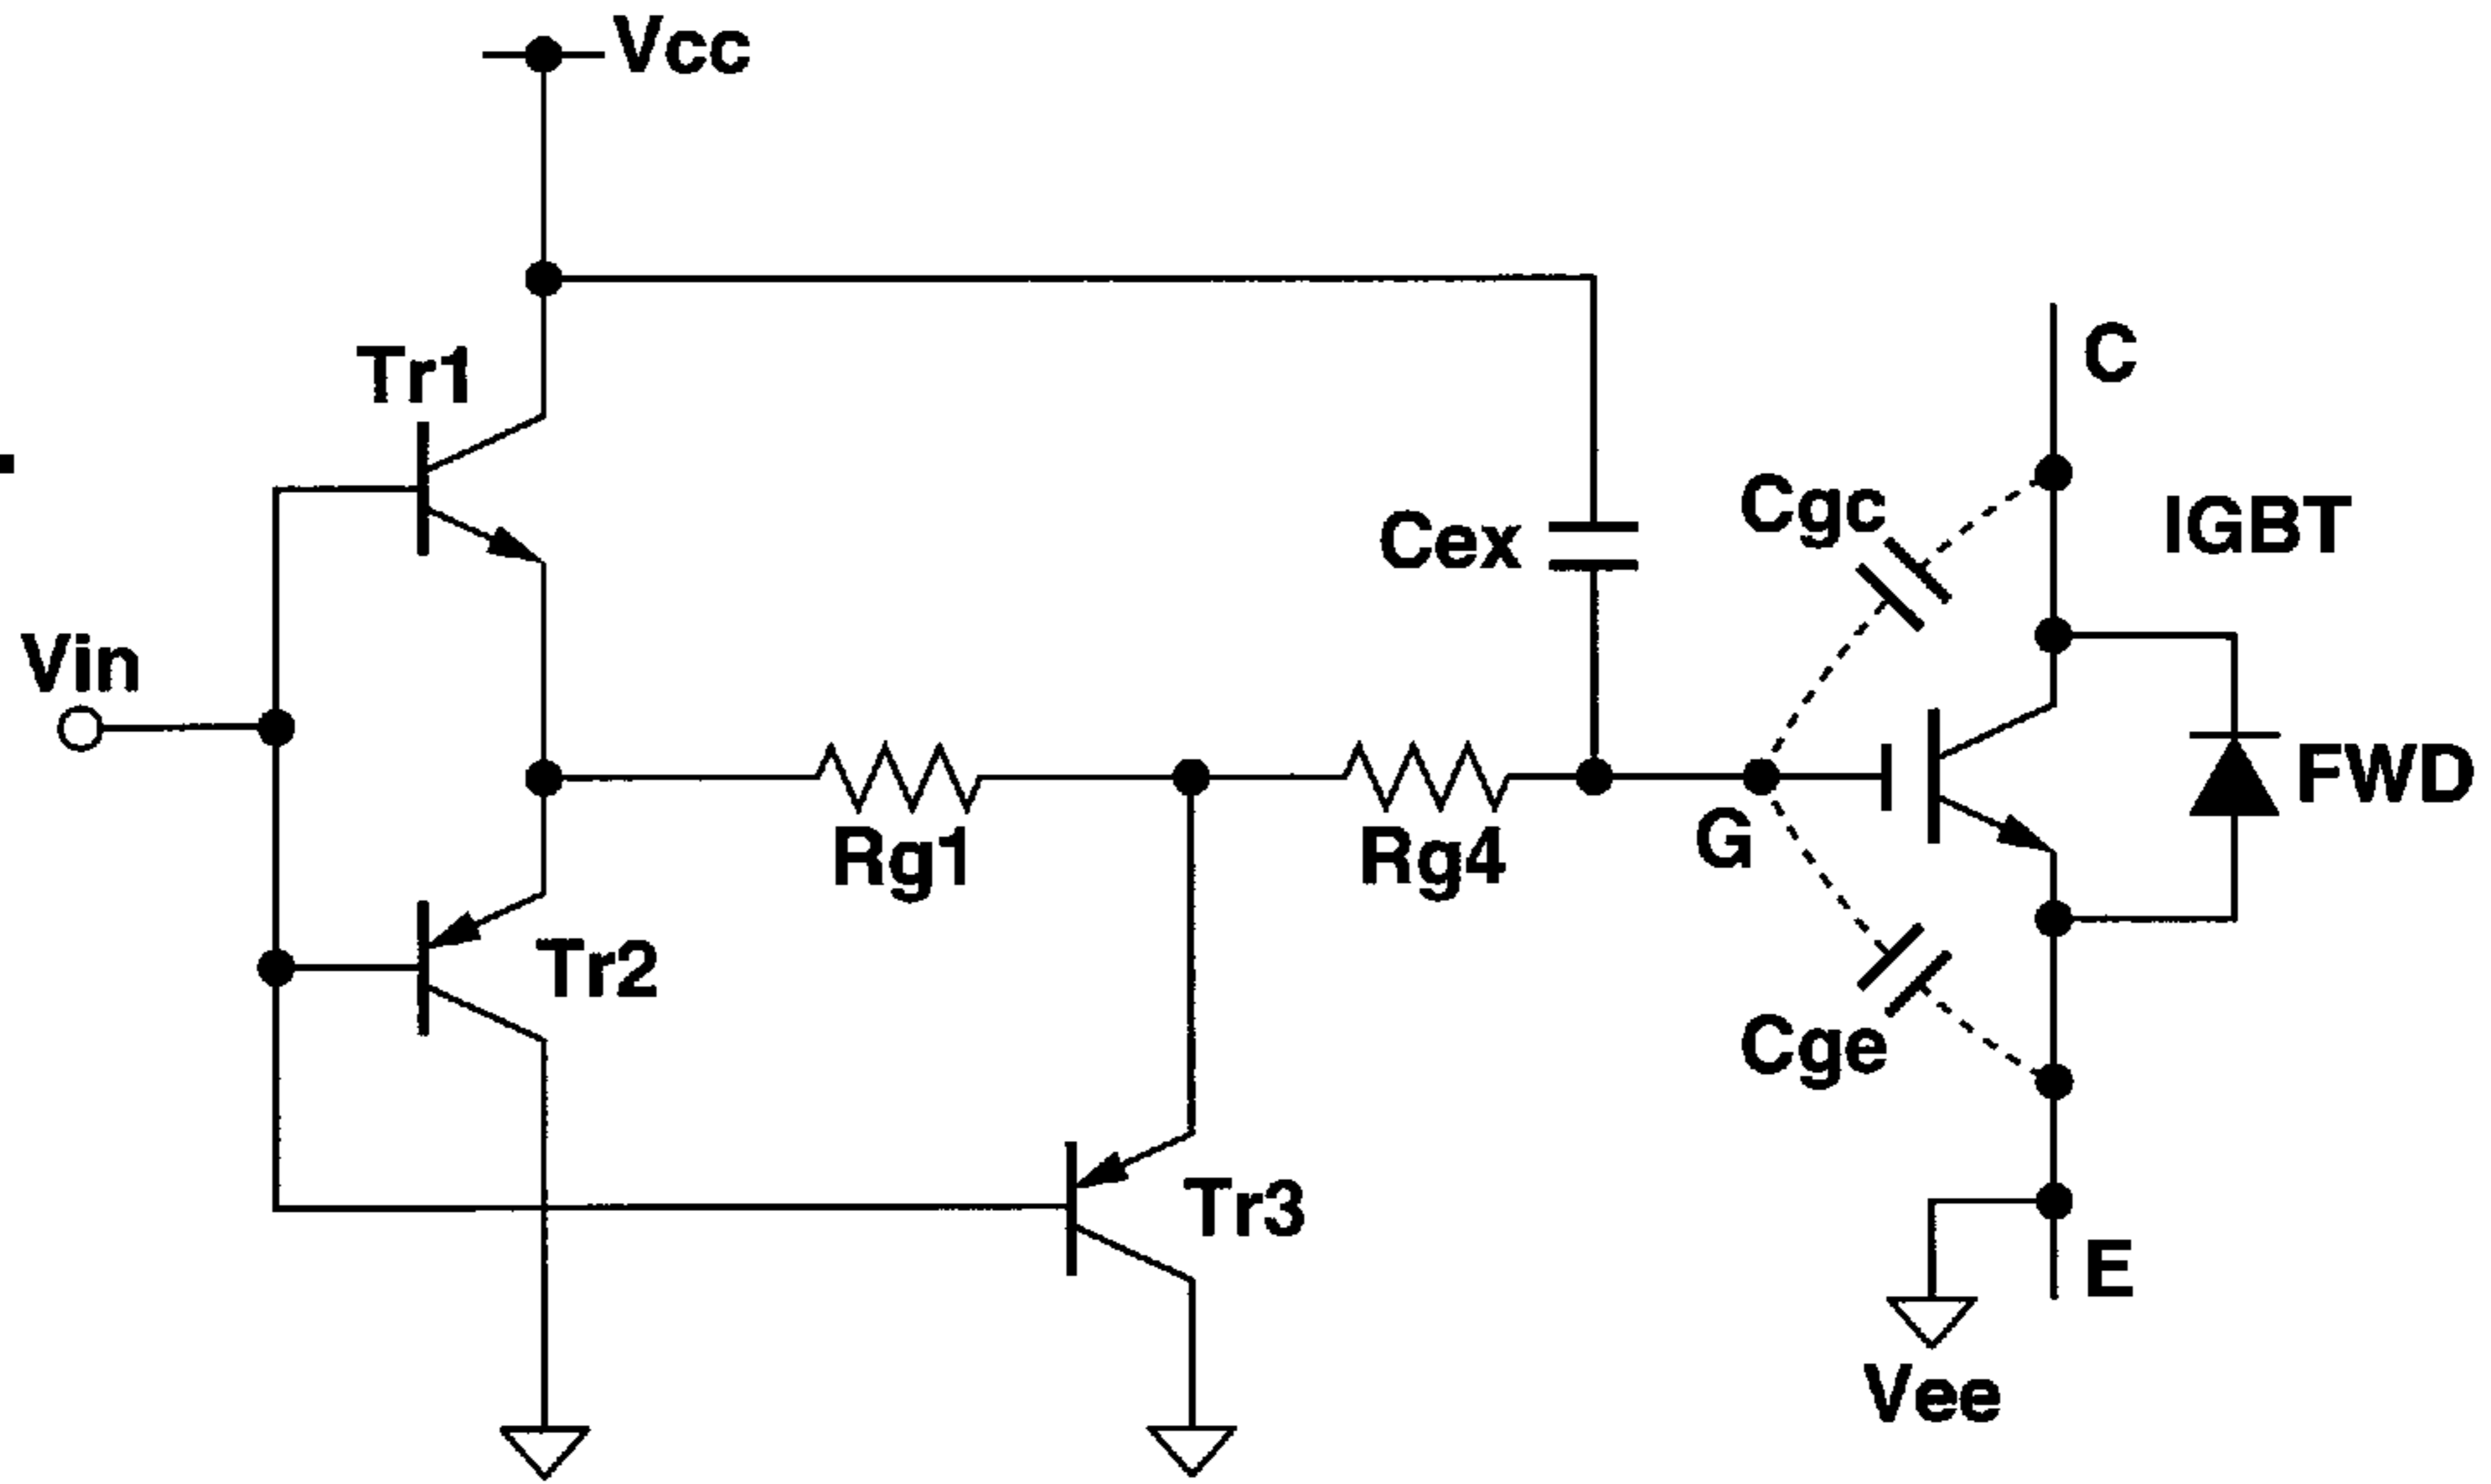 Vcc
Tr1
C
Cgc
IGBT
Cex
Vin
FWD
Rg1
Rg4
G
Tr2
Cge
Tr3
E
Vee